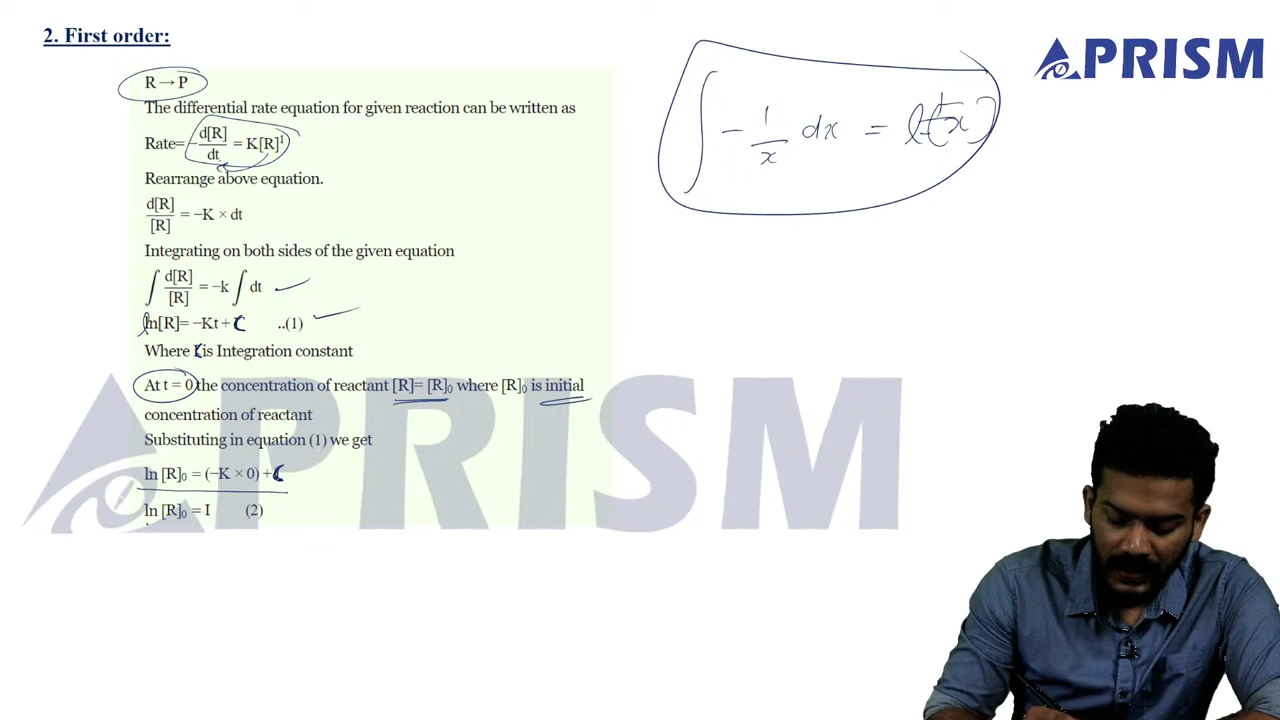 2. First order:
PRISM
R → P
The differential rate equation for given reaction can be written as
Rate= −d[R]/dt = K[R]¹
Rearrange above equation.
d[R]/[R] = −K × dt
Integrating on both sides of the given equation
∫ d[R]/[R] = −k ∫ dt
ln[R]= −Kt + C ..(1)
Where C is Integration constant
At t = 0 the concentration of reactant [R]= [R]₀ where [R]₀ is initial
concentration of reactant
Substituting in equation (1) we get
ln [R]₀ = (−K × 0) + C
ln [R]₀ = I (2)
∫ − 1/x dx =
PRISM